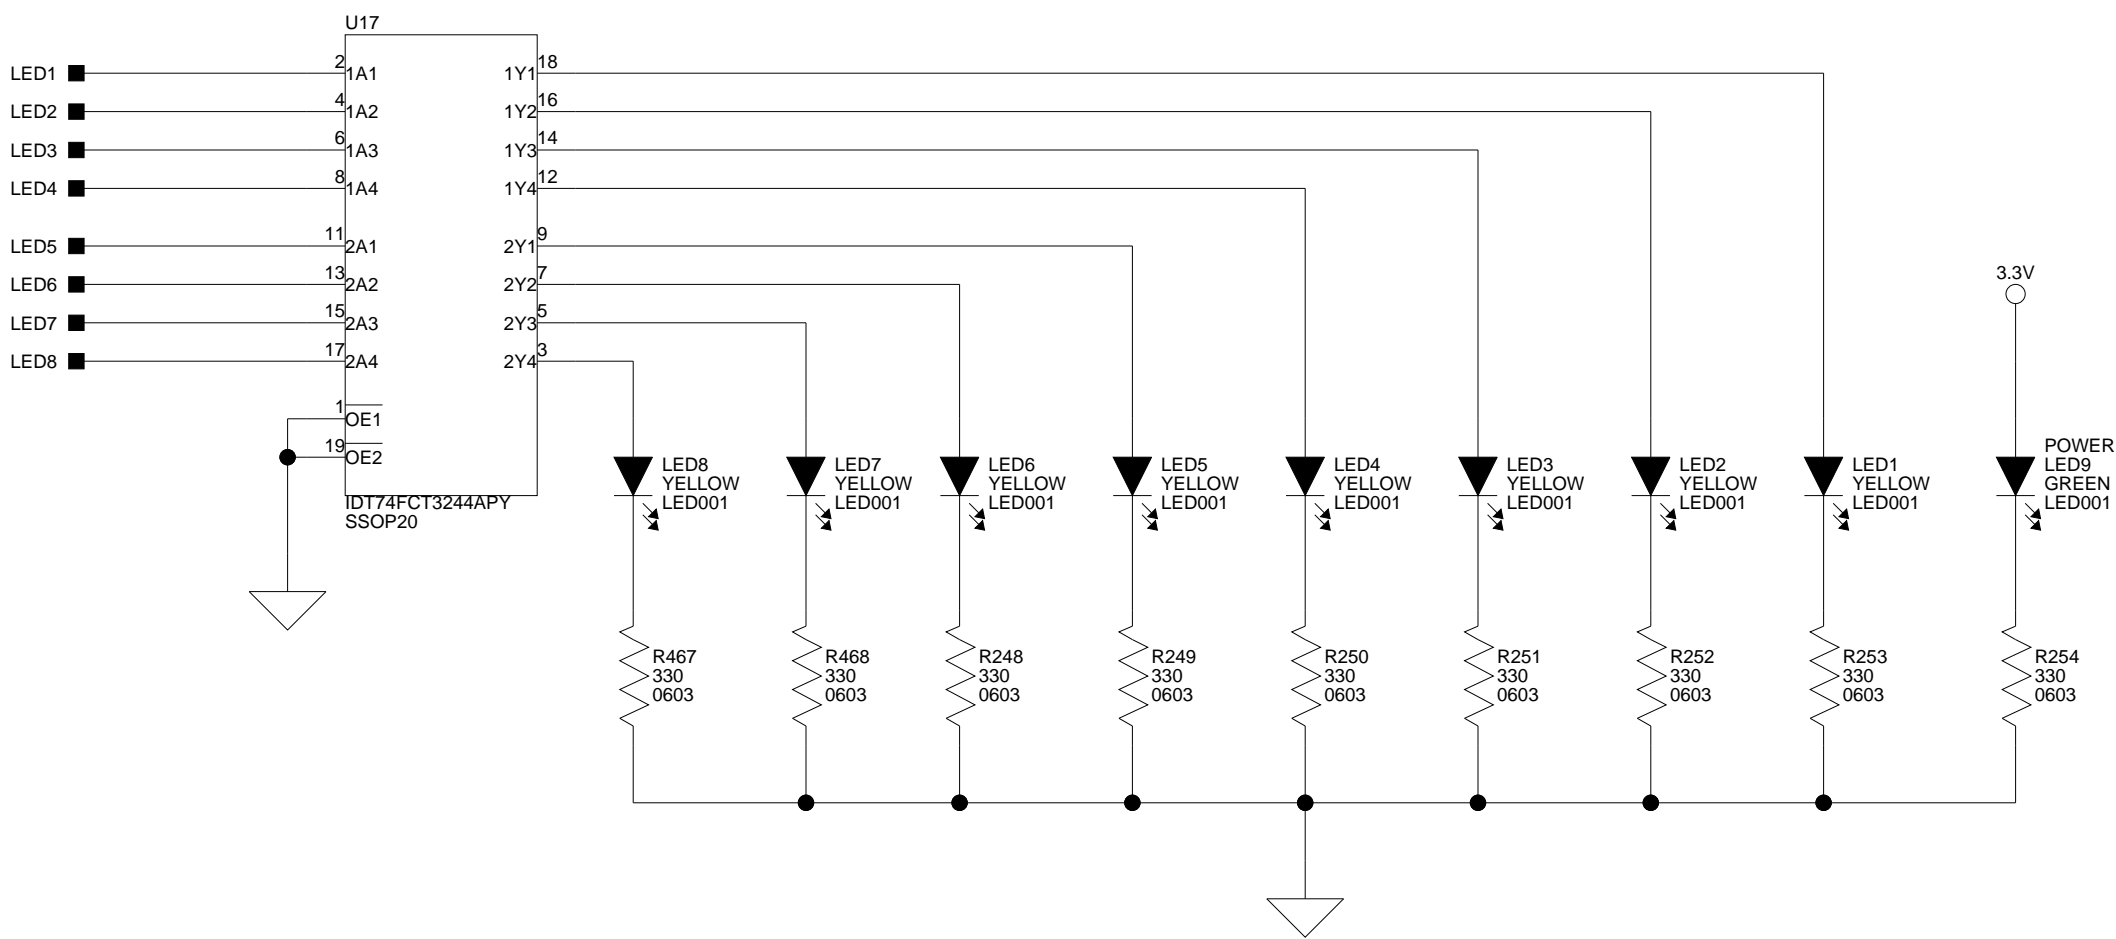 U17
LED1
2
1A1
1Y1
18
LED2
4
1A2
1Y2
16
LED3
6
1A3
1Y3
14
LED4
8
1A4
1Y4
12
LED5
11
2A1
2Y1
9
LED6
13
2A2
2Y2
7
LED7
15
2A3
2Y3
5
LED8
17
2A4
2Y4
3
1
OE1
19
OE2
IDT74FCT3244APY
SSOP20
3.3V
LED8
YELLOW
LED001
LED7
YELLOW
LED001
LED6
YELLOW
LED001
LED5
YELLOW
LED001
LED4
YELLOW
LED001
LED3
YELLOW
LED001
LED2
YELLOW
LED001
LED1
YELLOW
LED001
POWER
LED9
GREEN
LED001
R467
330
0603
R468
330
0603
R248
330
0603
R249
330
0603
R250
330
0603
R251
330
0603
R252
330
0603
R253
330
0603
R254
330
0603